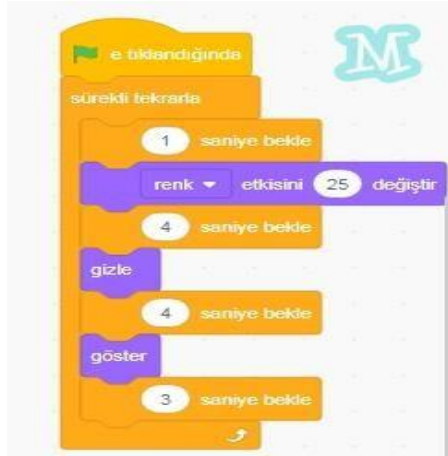 e tıklandığında
M
sürekli tekrarla
1 saniye bekle
renk etkisini 25 değiştir
4 saniye bekle
gizle
4 saniye bekle
göster
3 saniye bekle